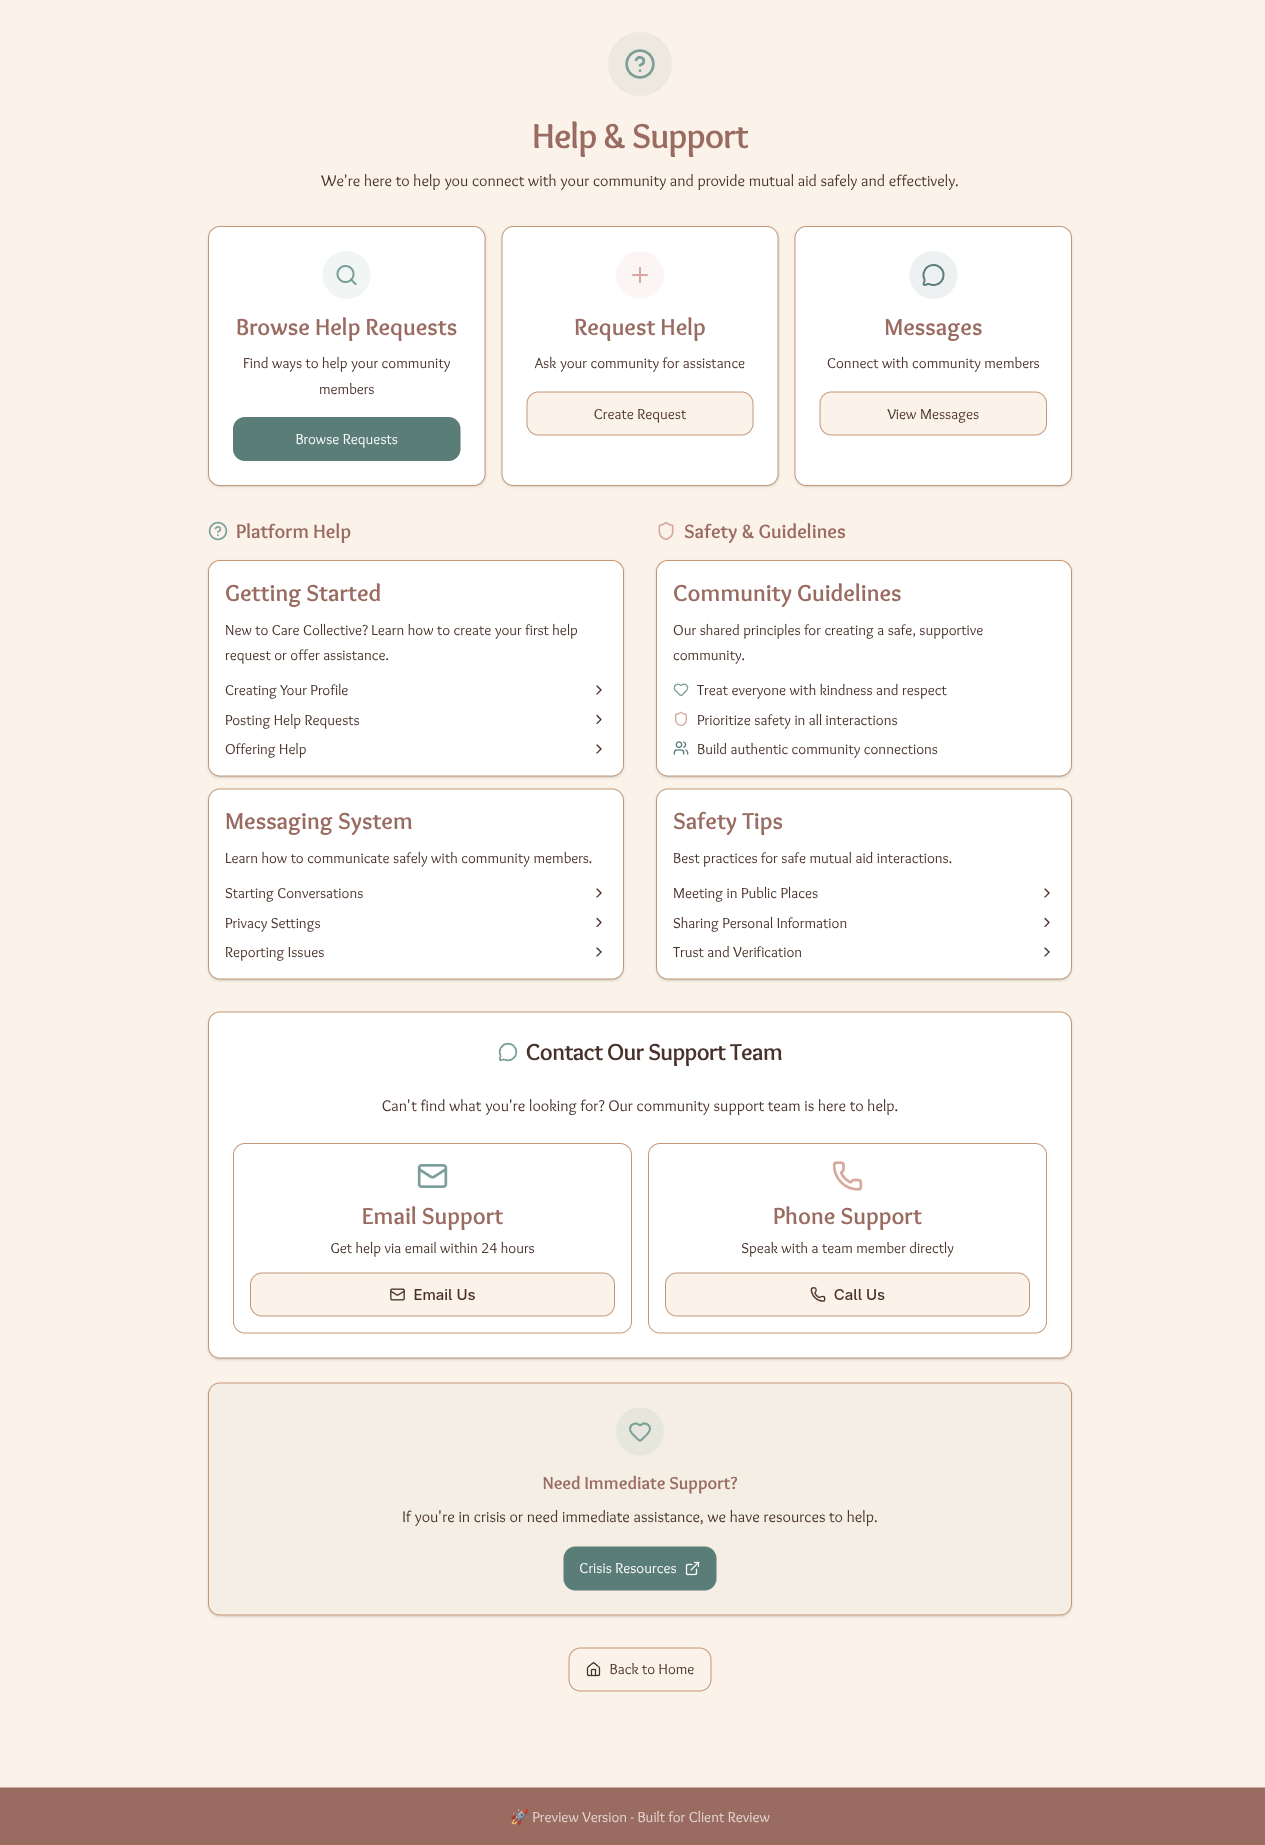 Help & Support
We're here to help you connect with your community and provide mutual aid safely and effectively.
Browse Help Requests
Find ways to help your community
members
Browse Requests
Request Help
Ask your community for assistance
Create Request
Messages
Connect with community members
View Messages
Platform Help
Getting Started
New to Care Collective? Learn how to create your first help
request or offer assistance.
Creating Your Profile
Posting Help Requests
Offering Help
Messaging System
Learn how to communicate safely with community members.
Starting Conversations
Privacy Settings
Reporting Issues
Safety & Guidelines
Community Guidelines
Our shared principles for creating a safe, supportive
community.
Treat everyone with kindness and respect
Prioritize safety in all interactions
Build authentic community connections
Safety Tips
Best practices for safe mutual aid interactions.
Meeting in Public Places
Sharing Personal Information
Trust and Verification
Contact Our Support Team
Can't find what you're looking for? Our community support team is here to help.
Email Support
Get help via email within 24 hours
Email Us
Phone Support
Speak with a team member directly
Call Us
Need Immediate Support?
If you're in crisis or need immediate assistance, we have resources to help.
Crisis Resources
Back to Home
🚀 Preview Version - Built for Client Review